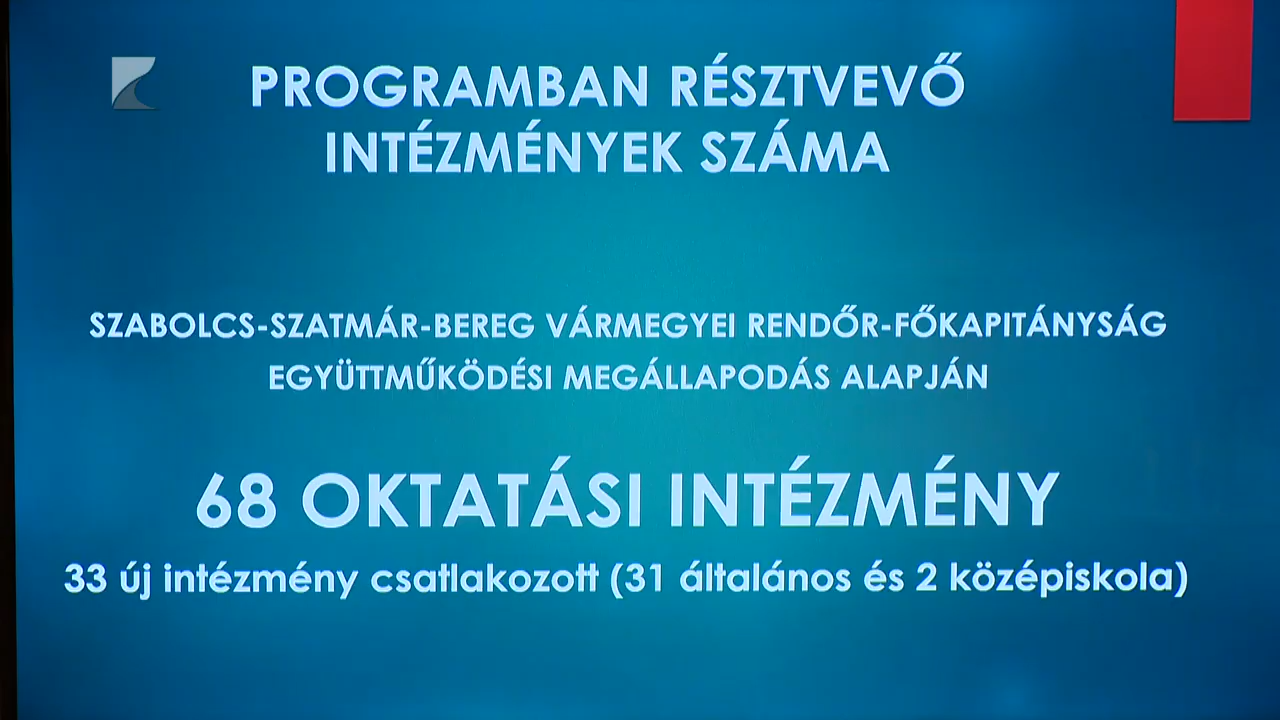 PROGRAMBAN RÉSZTVEVŐ
INTÉZMÉNYEK SZÁMA
SZABOLCS-SZATMÁR-BEREG VÁRMEGYEI RENDŐR-FŐKAPITÁNYSÁG
EGYÜTTMŰKÖDÉSI MEGÁLLAPODÁS ALAPJÁN
68 OKTATÁSI INTÉZMÉNY
33 új intézmény csatlakozott (31 általános és 2 középiskola)